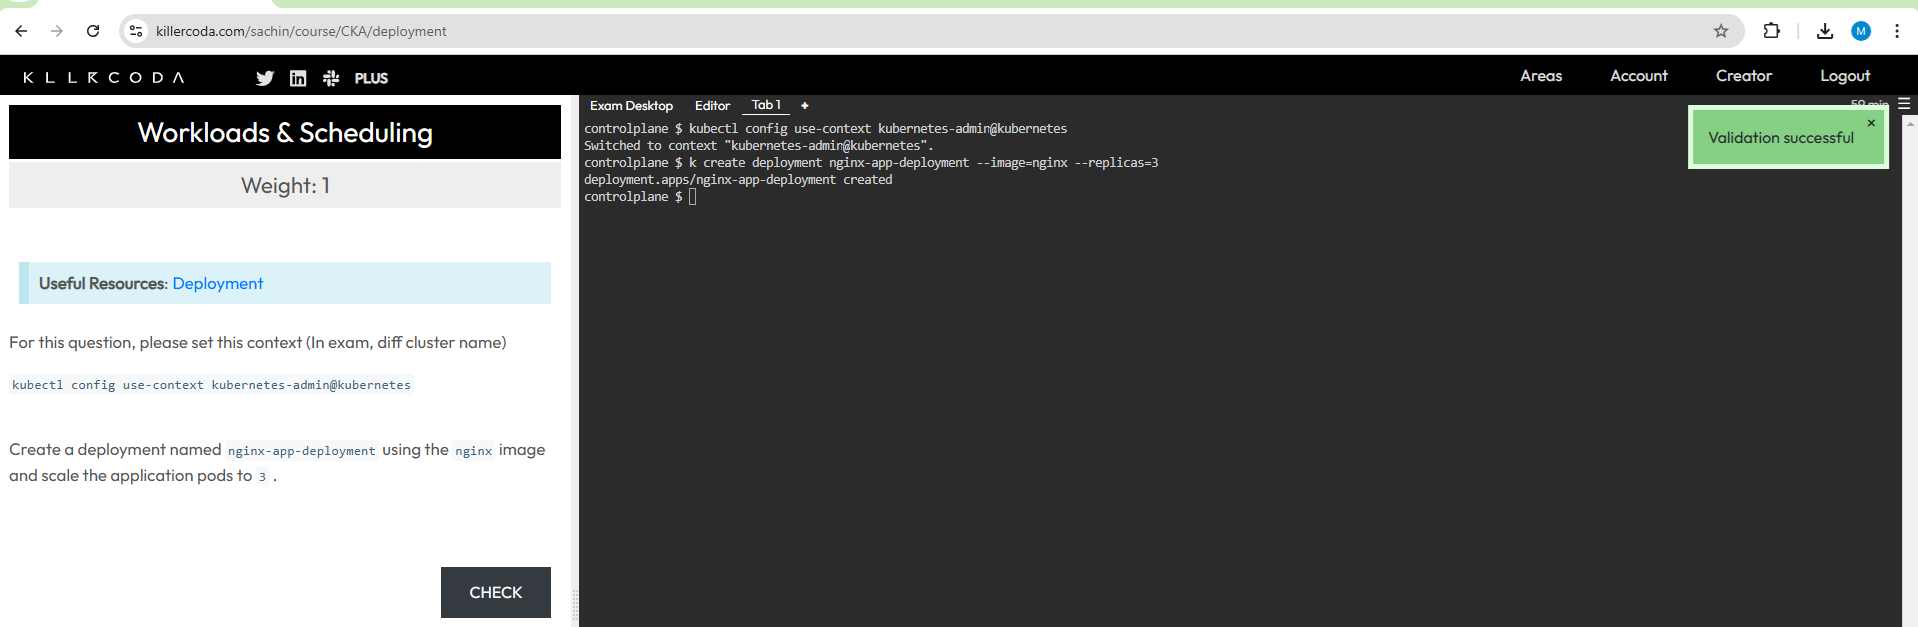 killercoda.com/sachin/course/CKA/deployment
M
KLLRCODA
PLUS
Areas
Account
Creator
Logout
Workloads & Scheduling
Weight: 1
Useful Resources: Deployment
For this question, please set this context (In exam, diff cluster name)
kubectl config use-context kubernetes-admin@kubernetes
Create a deployment named nginx-app-deployment using the nginx image
and scale the application pods to 3 .
CHECK
Exam Desktop
Editor
Tab 1
+
59 min
controlplane $ kubectl config use-context kubernetes-admin@kubernetes
Switched to context "kubernetes-admin@kubernetes".
controlplane $ k create deployment nginx-app-deployment --image=nginx --replicas=3
deployment.apps/nginx-app-deployment created
controlplane $
Validation successful
×